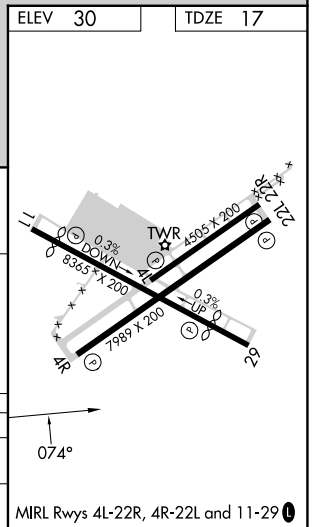 ELEV 30
TDZE 17
11
P
0.3%
DOWN
8365 X 200
TWR
4505 X 200
22R
22L
P
P
4L
0.3%
UP
P
7989 X 200
4R
P
29
074°
MIRL Rwys 4L-22R, 4R-22L and 11-29 L